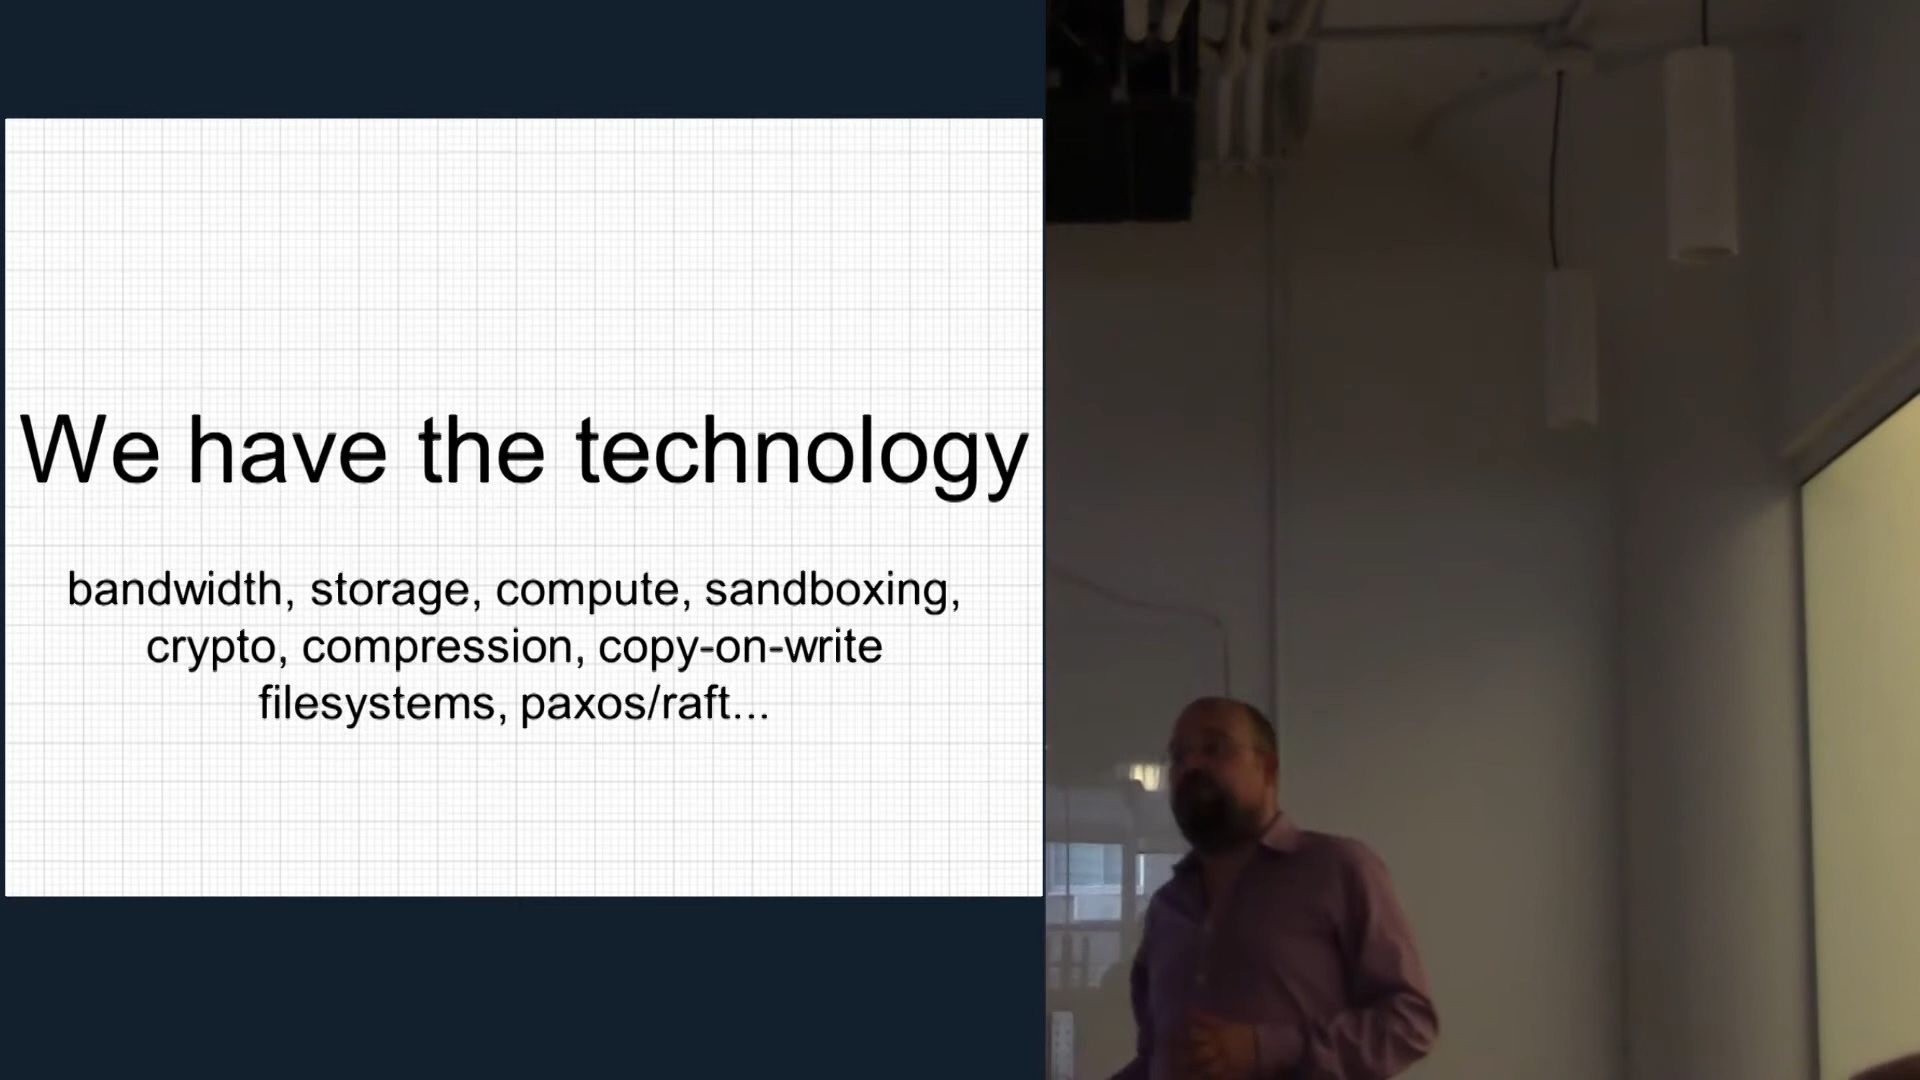 We have the technology
bandwidth, storage, compute, sandboxing,
crypto, compression, copy-on-write
filesystems, paxos/raft...